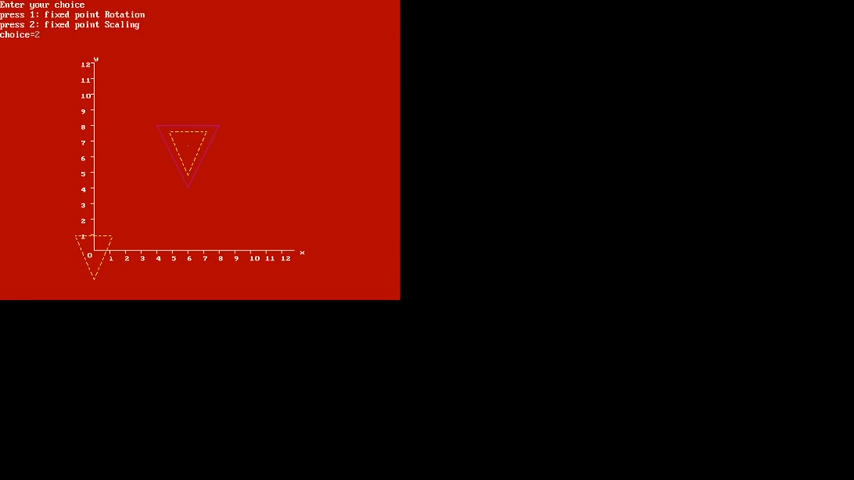 Enter your choice
press 1: fixed point Rotation
press 2: fixed point Scaling
choice=2
y
12
11
10
9
8
7
6
5
4
3
2
1
0
1 2 3 4 5 6 7 8 9 10 11 12 x